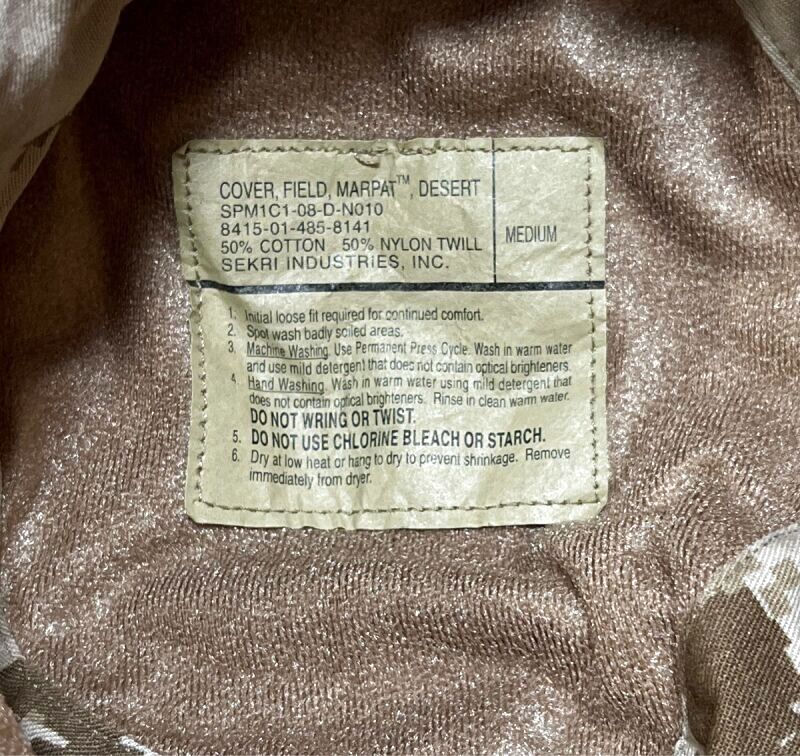 COVER, FIELD, MARPAT™, DESERT
SPM1C1-08-D-N010
8415-01-485-8141
50% COTTON 50% NYLON TWILL
SEKRI INDUSTRIES, INC.
MEDIUM
1. Initial loose fit required for continued comfort.
2. Spot wash badly soiled areas.
3. Machine Washing. Use Permanent Press Cycle. Wash in warm water
and use mild detergent that does not contain optical brighteners.
4. Hand Washing. Wash in warm water using mild detergent that
does not contain optical brighteners. Rinse in clean warm water.
DO NOT WRING OR TWIST.
5. DO NOT USE CHLORINE BLEACH OR STARCH.
6. Dry at low heat or hang to dry to prevent shrinkage. Remove
immediately from dryer.